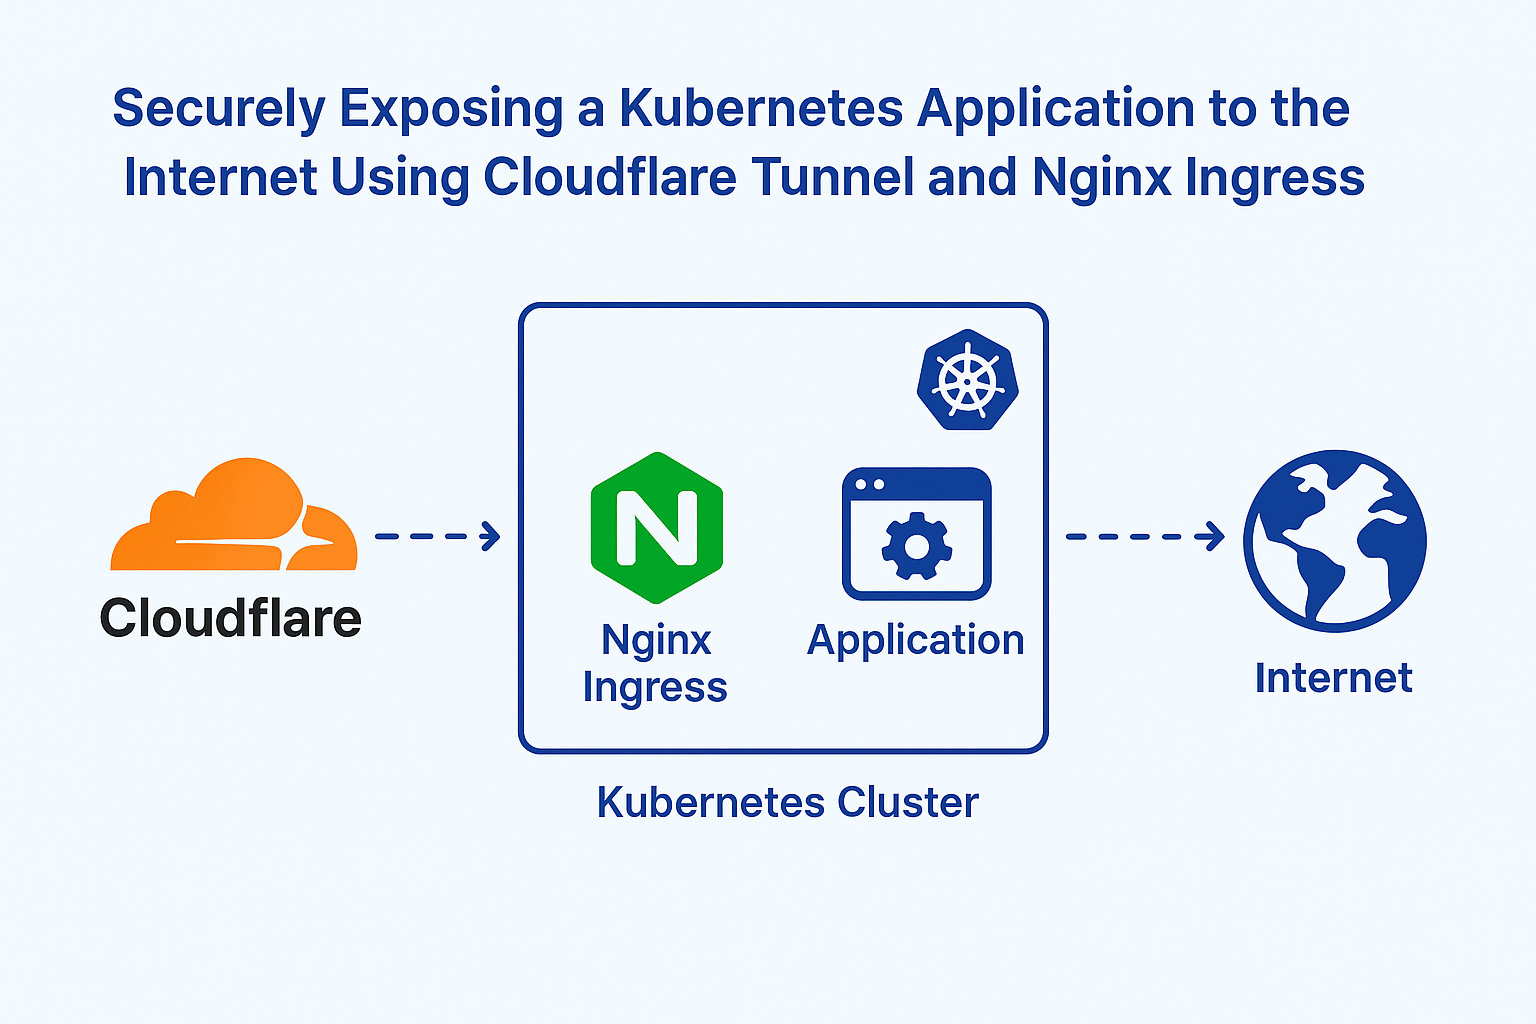 Securely Exposing a Kubernetes Application to the
Internet Using Cloudflare Tunnel and Nginx Ingress
Cloudflare
N
Nginx
Ingress
Application
Internet
Kubernetes Cluster